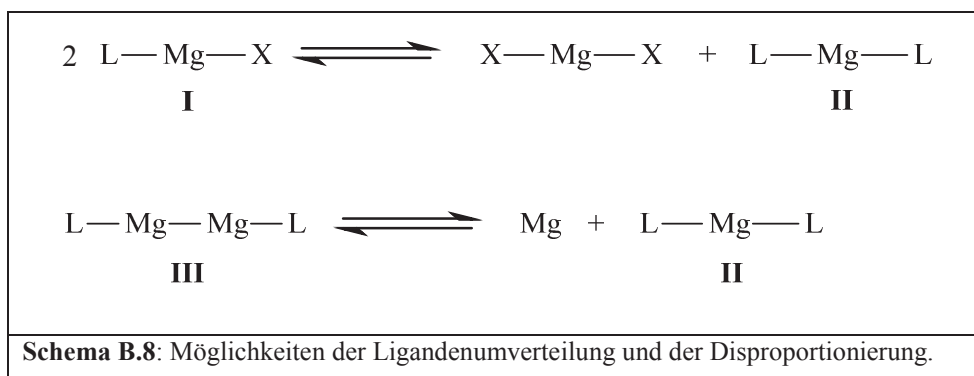 2 L—Mg—X ⇌ X—Mg—X + L—Mg—L
I II
L—Mg—Mg—L ⇌ Mg + L—Mg—L
III II
Schema B.8: Möglichkeiten der Ligandenumverteilung und der Disproportionierung.